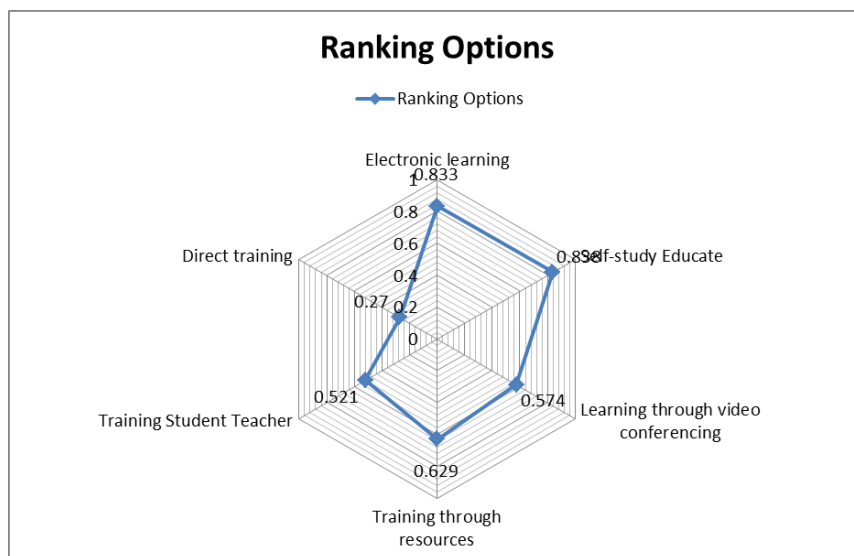 Ranking Options
Ranking Options
Electronic learning
0.833
1
0.8
0.6
0.4
0.2
0
0.838
Self-study Educate
Direct training
0.27
0.574
Learning through video
conferencing
0.521
Training Student Teacher
0.629
Training through
resources